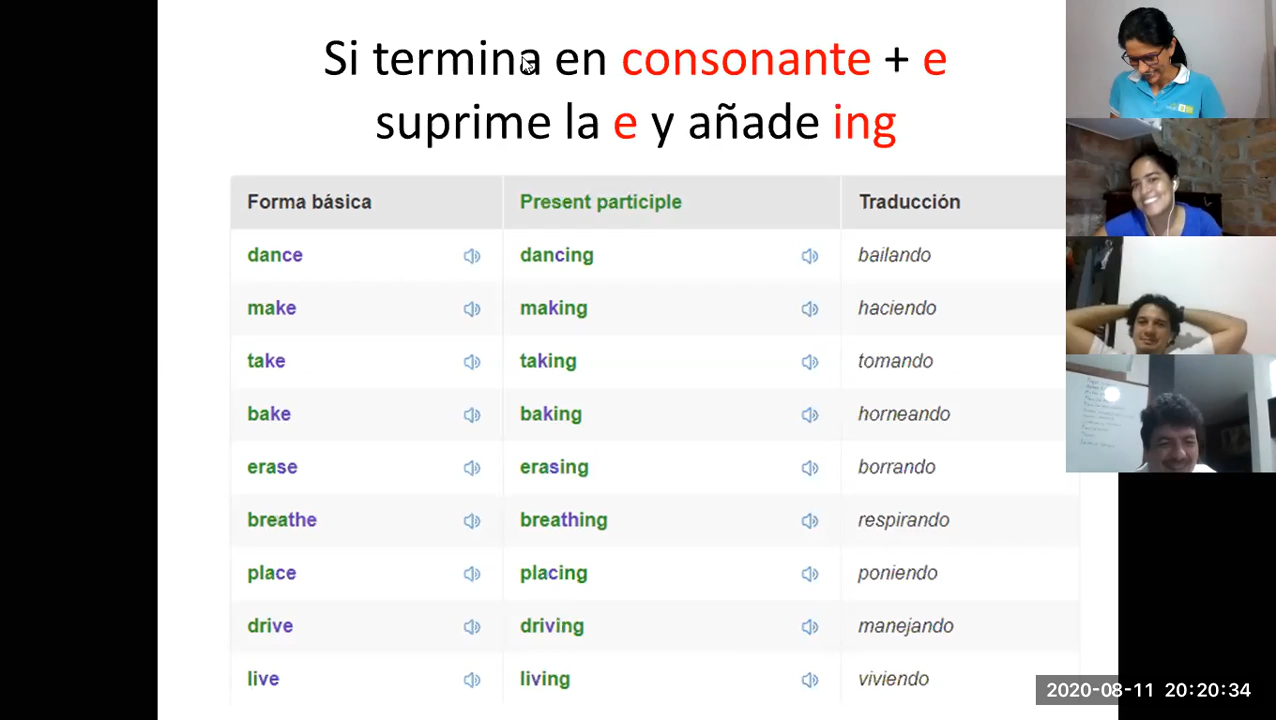 Si termina en consonante + e
suprime la e y añade ing
Forma básica Present participle Traducción
dance dancing bailando
make making haciendo
take taking tomando
bake baking horneando
erase erasing borrando
breathe breathing respirando
place placing poniendo
drive driving manejando
live living viviendo
2020-08-11 20:20:34